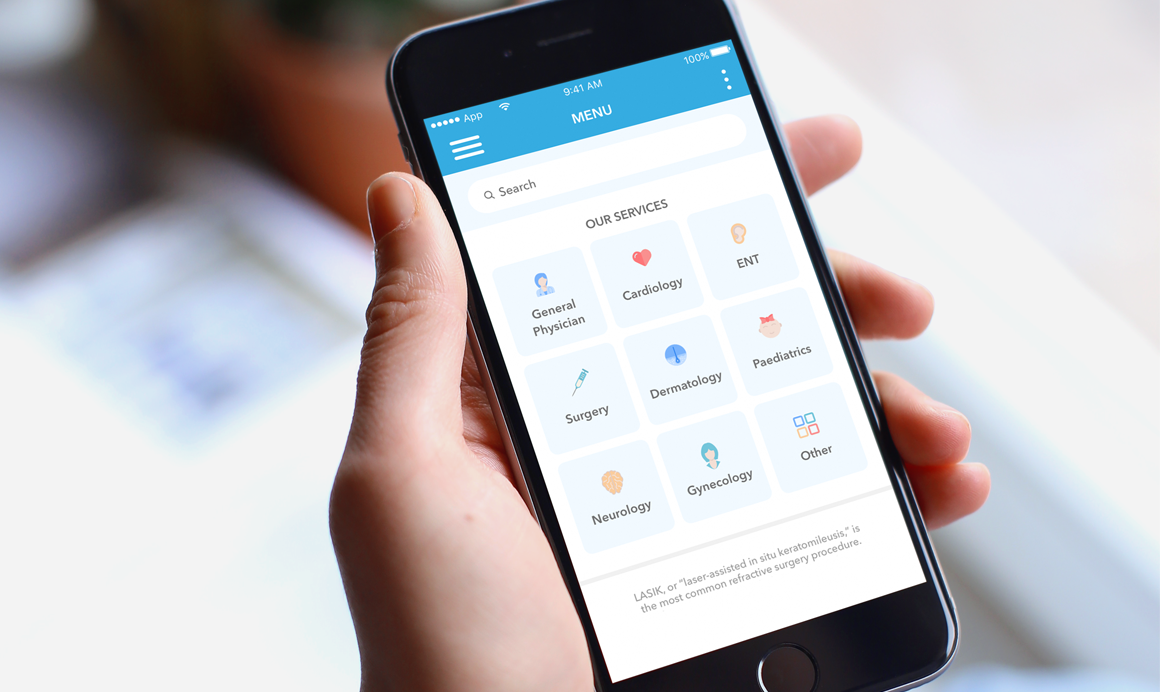 App
9:41 AM
100%
MENU
Search
OUR SERVICES
General
Physician
Cardiology
ENT
Surgery
Dermatology
Paediatrics
Neurology
Gynecology
Other
LASIK, or "laser-assisted in situ keratomileusis," is
the most common refractive surgery procedure.